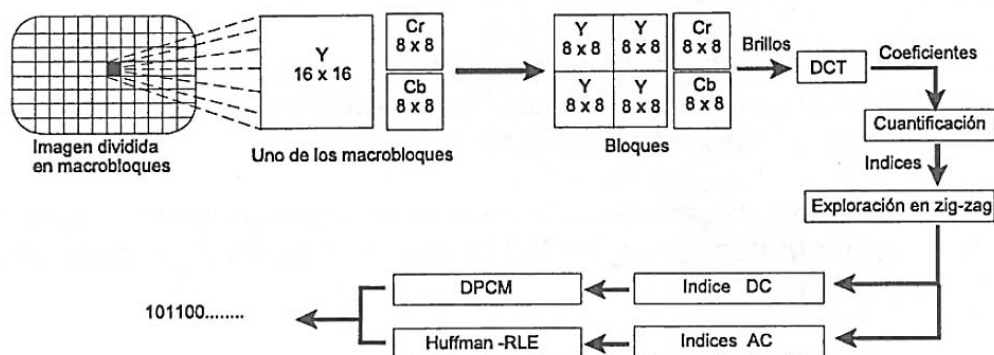 Imagen dividida
en macrobloques
Y
16 x 16
Cr
8 x 8
Cb
8 x 8
Uno de los macrobloques
Y
8 x 8
Y
8 x 8
Y
8 x 8
Y
8 x 8
Cr
8 x 8
Cb
8 x 8
Bloques
Brillos
DCT
Coeficientes
Cuantificación
Indices
Exploración en zig-zag
Indice DC
DPCM
Indices AC
Huffman -RLE
101100........